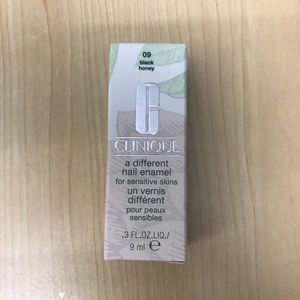 09
black
honey
CLINIQUE
a different
nail enamel
for sensitive skins
un vernis
différent
pour peaux
sensibles
.3 FL.OZ.LIQ./
9 ml e